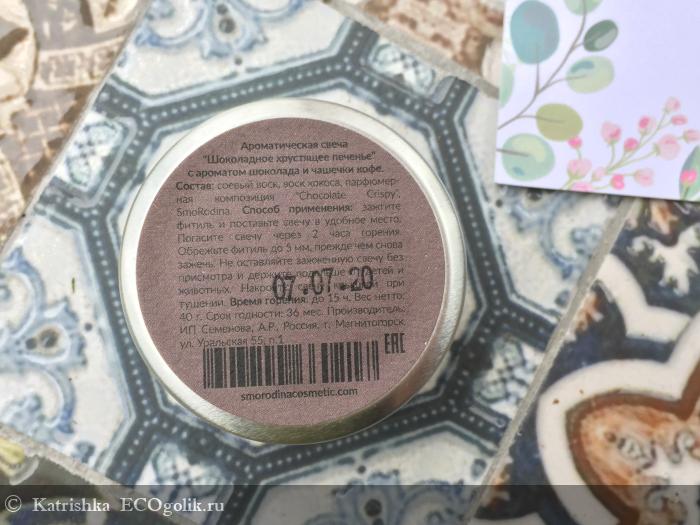 Ароматическая свеча
"Шоколадное хрустящее печенье"
с ароматом шоколада и чашечки кофе.
Состав: соевый воск, воск кокоса, парфюмер-
ная композиция "Chocolate Crispy",
SmoRodina. Способ применения: зажгите
фитиль и поставьте свечу в удобное место.
Погасите свечу через 2 часа горения.
Обрежьте фитиль до 5 мм, прежде чем снова
зажечь. Не оставляйте зажженную свечу без
присмотра и держите подальше от детей и
животных. Накройте свечу при
07.07.20
тушении. Время горения: до 15 ч. Вес нетто:
40 г. Срок годности: 36 мес. Производитель:
ИП Семенова, А.Р., Россия, г. Магнитогорск,
ул. Уральская 55, п.1
EAC
smorodinacosmetic.com
© Katrishka ECOgolik.ru